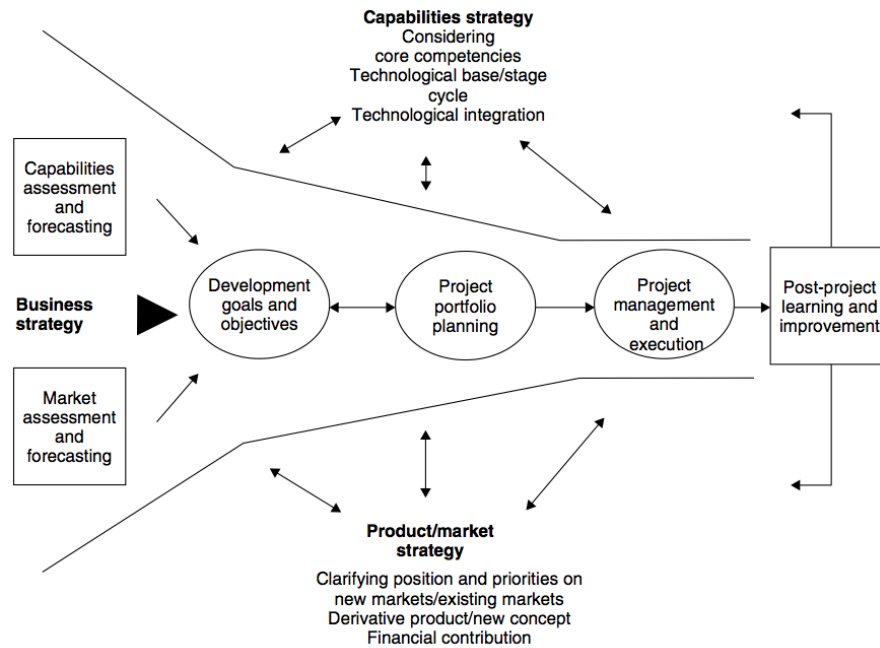 Capabilities strategy
Considering
core competencies
Technological base/stage
cycle
Technological integration
Capabilities
assessment
and
forecasting
Business
strategy
Market
assessment
and
forecasting
Development
goals and
objectives
Project
portfolio
planning
Project
management
and
execution
Post-project
learning and
improvement
Product/market
strategy
Clarifying position and priorities on
new markets/existing markets
Derivative product/new concept
Financial contribution